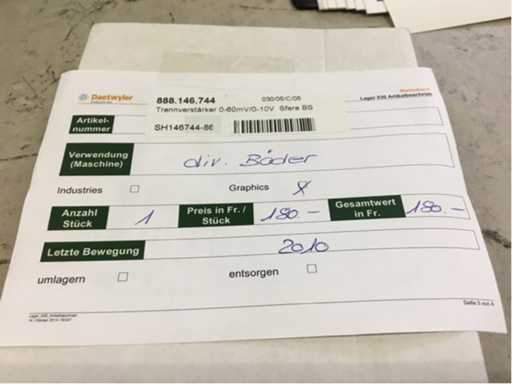 Daetwyler
888.146.744 030/05/C/05
Trennverstärker 0-60mV/0-10V Sfera BS
Lager 030 Artikelbeschrieb
Artikel-
nummer
SH146744-86
Verwendung
(Maschine)
div. Bäder
Industries Graphics X
Anzahl
Stück
1
Preis in Fr. /
Stück
180.-
Gesamtwert
in Fr.
180.-
Letzte Bewegung 2010
umlagern entsorgen
Seite 3 von 4